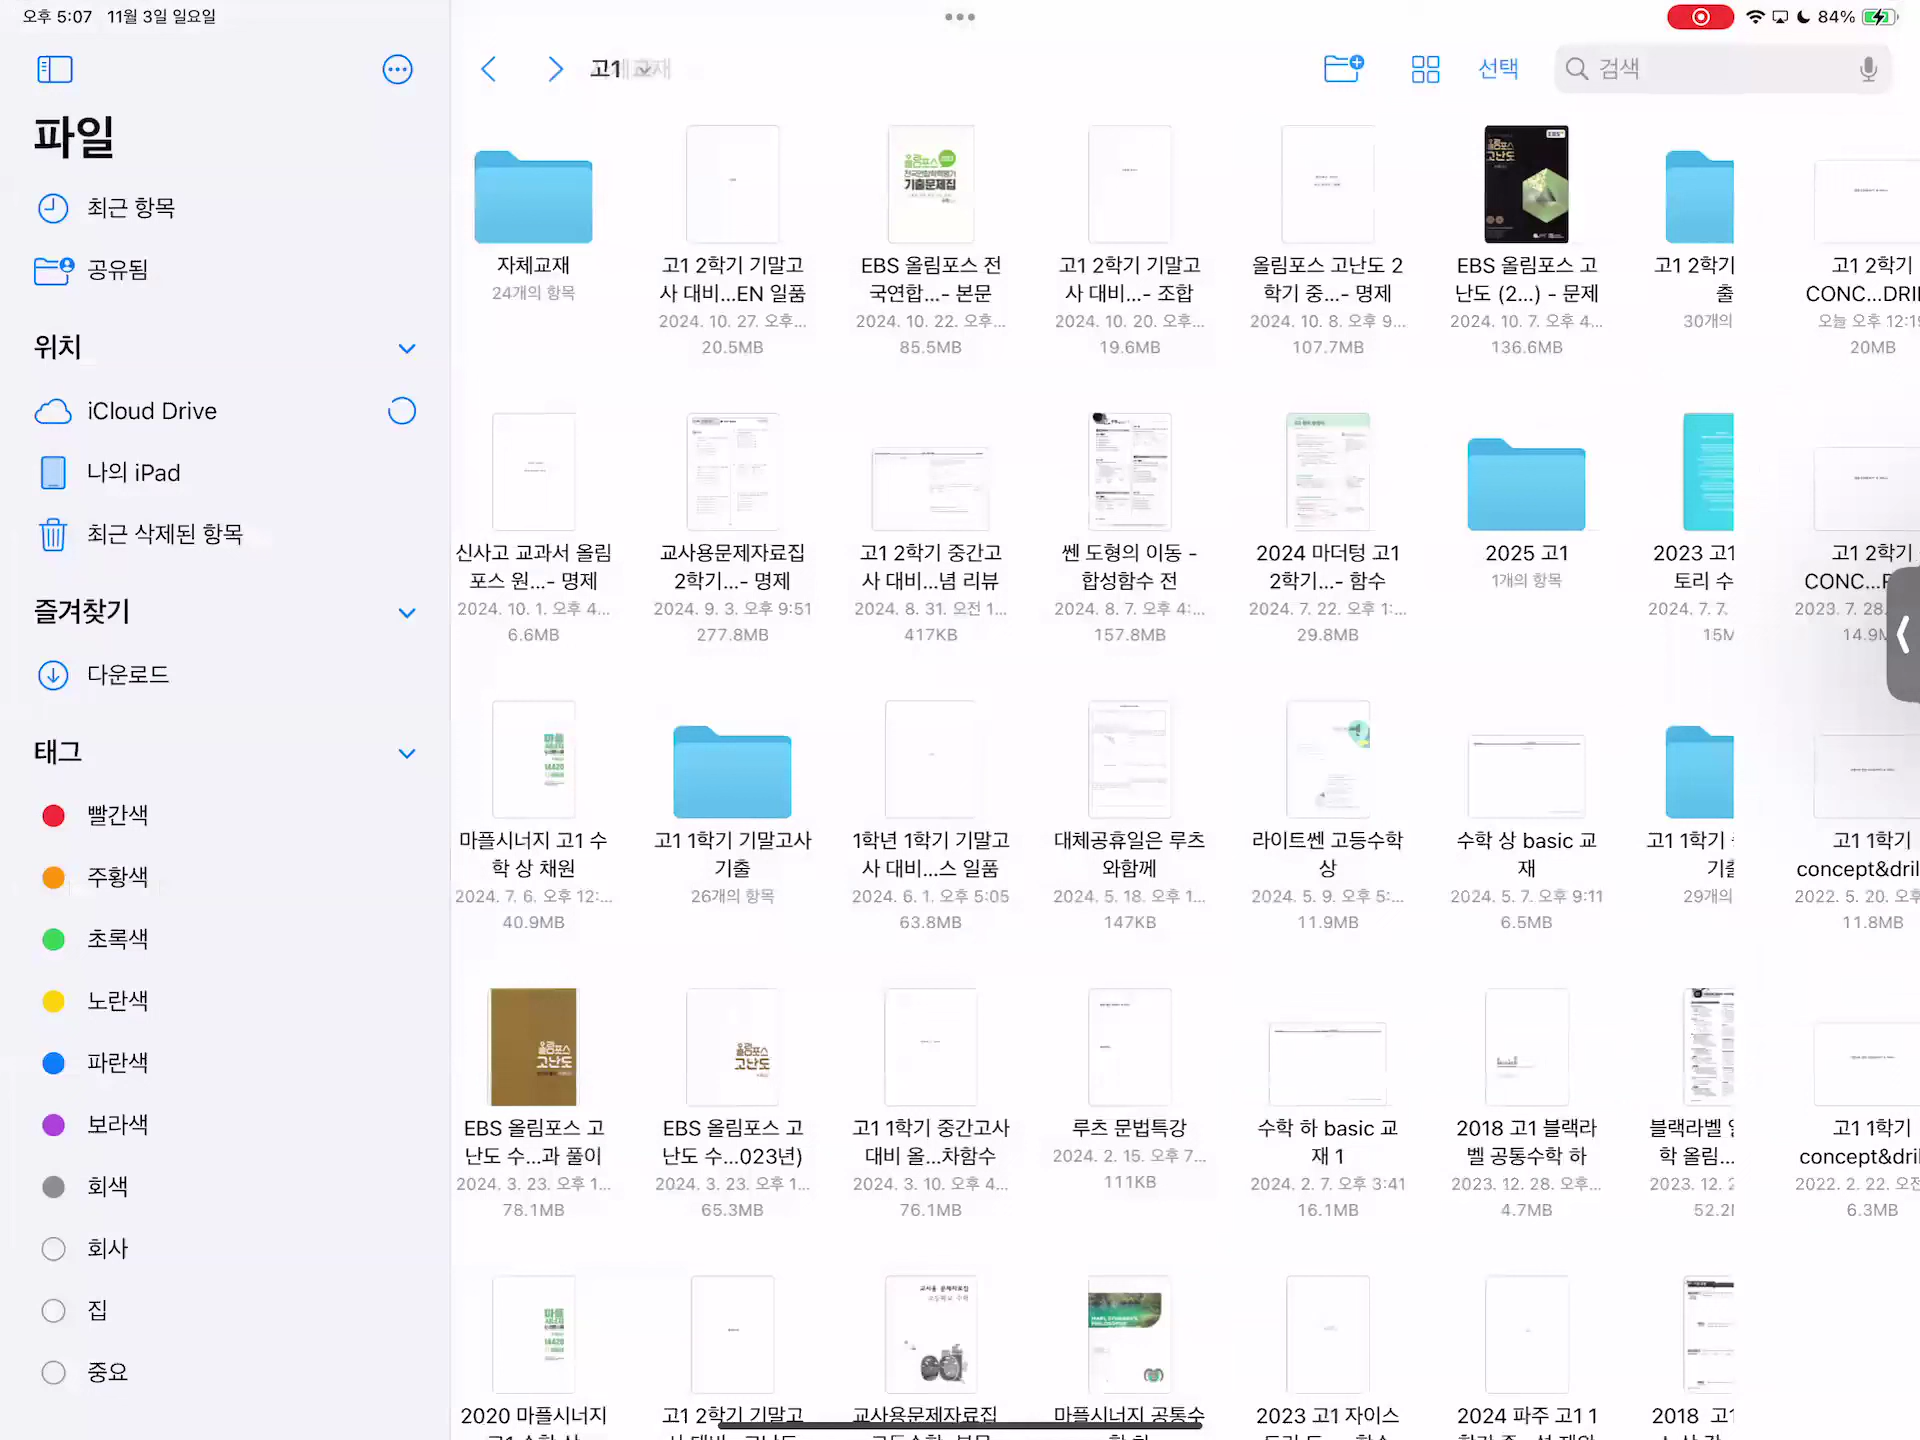 오후 5:07 11월 3일 일요일
84%
파일
최근 항목
공유됨
위치
iCloud Drive
나의 iPad
최근 삭제된 항목
즐겨찾기
다운로드
태그
빨간색
주황색
초록색
노란색
파란색
보라색
회색
회사
집
중요
고1
선택
검색
자체교재
24개의 항목
고1 2학기 기말고
사 대비...EN 일품
2024. 10. 27. 오후...
20.5MB
EBS 올림포스 전
국연합...- 본문
2024. 10. 22. 오후...
85.5MB
고1 2학기 기말고
사 대비...- 조합
2024. 10. 20. 오후...
19.6MB
올림포스 고난도 2
학기 중...- 명제
2024. 10. 8. 오후 9...
107.7MB
EBS 올림포스 고
난도 (2...) - 문제
2024. 10. 7. 오후 4...
136.6MB
고1 2학기
출
30개의
고1 2학기
CONC...DRI
오늘 오후 12:1
20MB
신사고 교과서 올림
포스 원...- 명제
2024. 10. 1. 오후 4...
6.6MB
교사용문제자료집
2학기...- 명제
2024. 9. 3. 오후 9:51
277.8MB
고1 2학기 중간고
사 대비...념 리뷰
2024. 8. 31. 오전 1...
417KB
쎈 도형의 이동 -
합성함수 전
2024. 8. 7. 오후 4:...
157.8MB
2024 마더텅 고1
2학기...- 함수
2024. 7. 22. 오후 1:...
29.8MB
2025 고1
1개의 항목
2023 고1
토리 수
2024. 7. 7.
15M
고1 2학기
CONC...
2023. 7. 28.
14.9M
마플시너지 고1 수
학 상 채원
2024. 7. 6. 오후 12:...
40.9MB
고1 1학기 기말고사
기출
26개의 항목
1학년 1학기 기말고
사 대비...스 일품
2024. 6. 1. 오후 5:05
63.8MB
대체공휴일은 루츠
와함께
2024. 5. 18. 오후 1...
147KB
라이트쎈 고등수학
상
2024. 5. 9. 오후 5:...
11.9MB
수학 상 basic 교
재
2024. 5. 7. 오후 9:11
6.5MB
고1 1학기
기출
29개의
고1 1학기
concept&dril
2022. 5. 20. 오후
11.8MB
EBS 올림포스 고
난도 수...과 풀이
2024. 3. 23. 오후 1...
78.1MB
EBS 올림포스 고
난도 수...023년)
2024. 3. 23. 오후 1...
65.3MB
고1 1학기 중간고사
대비 올...차함수
2024. 3. 10. 오후 4...
76.1MB
루츠 문법특강
2024. 2. 15. 오후 7...
111KB
수학 하 basic 교
재 1
2024. 2. 7. 오후 3:41
16.1MB
2018 고1 블랙라
벨 공통수학 하
2023. 12. 28. 오후...
4.7MB
블랙라벨
학 올림...
2023. 12. 2
52.2
고1 1학기
concept&dril
2022. 2. 22. 오전
6.3MB
2020 마플시너지
고1 2학기 기말고
교사용문제자료집
마플시너지 공통수
2023 고1 자이스
2024 파주 고1 1
2018 고1